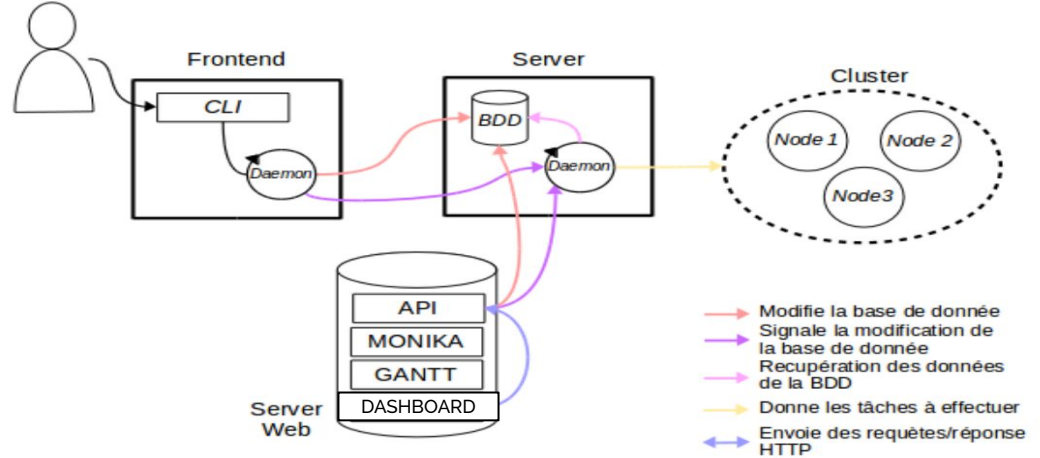 Frontend
Server
Cluster
CLI
BDD
Node 1
Node 2
Daemon
Daemon
Node3
API
MONIKA
GANTT
DASHBOARD
Server
Web
Modifie la base de donnée
Signale la modification de
la base de donnée
Recupération des données
de la BDD
Donne les tâches à effectuer
Envoie des requètes/réponse
HTTP